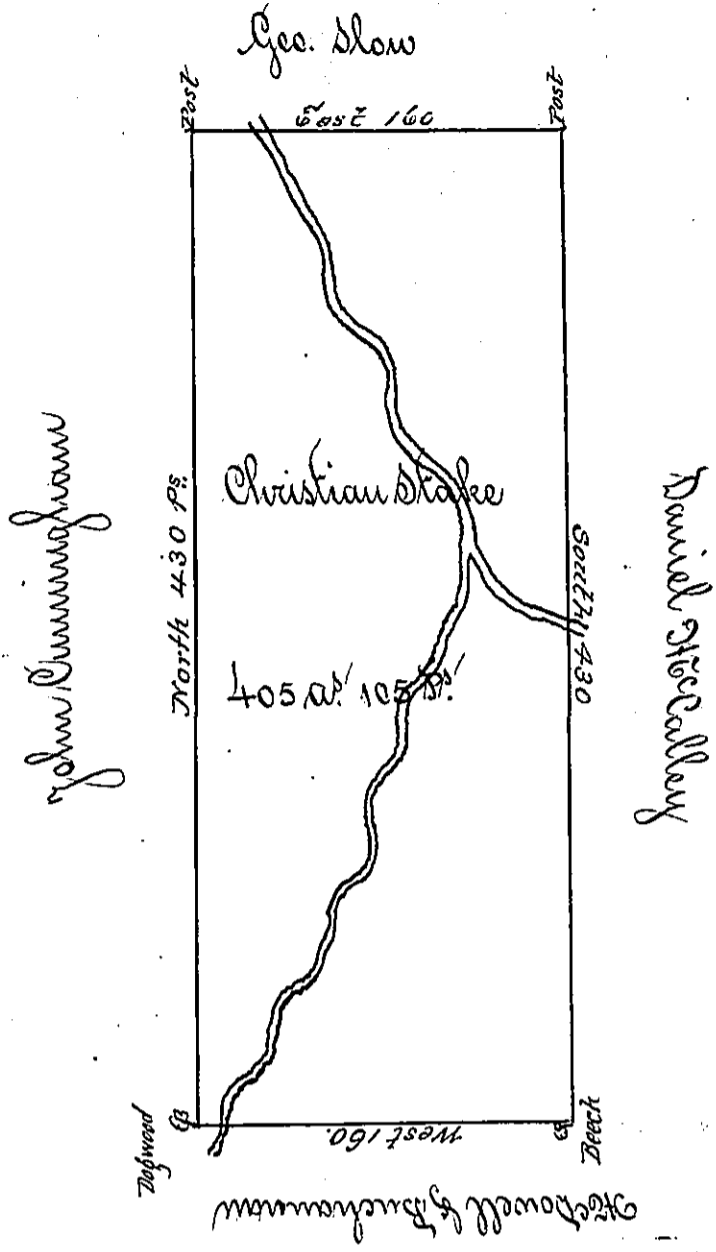 Geo. Slow
Post
East 160
Post
John Cunningham
North 430 Ps.
Christian Stake
405 as. 105 Ps.
South 430
Daniel McCalley
Dogwood
West 160.
Beech
McDowell & Buchanan